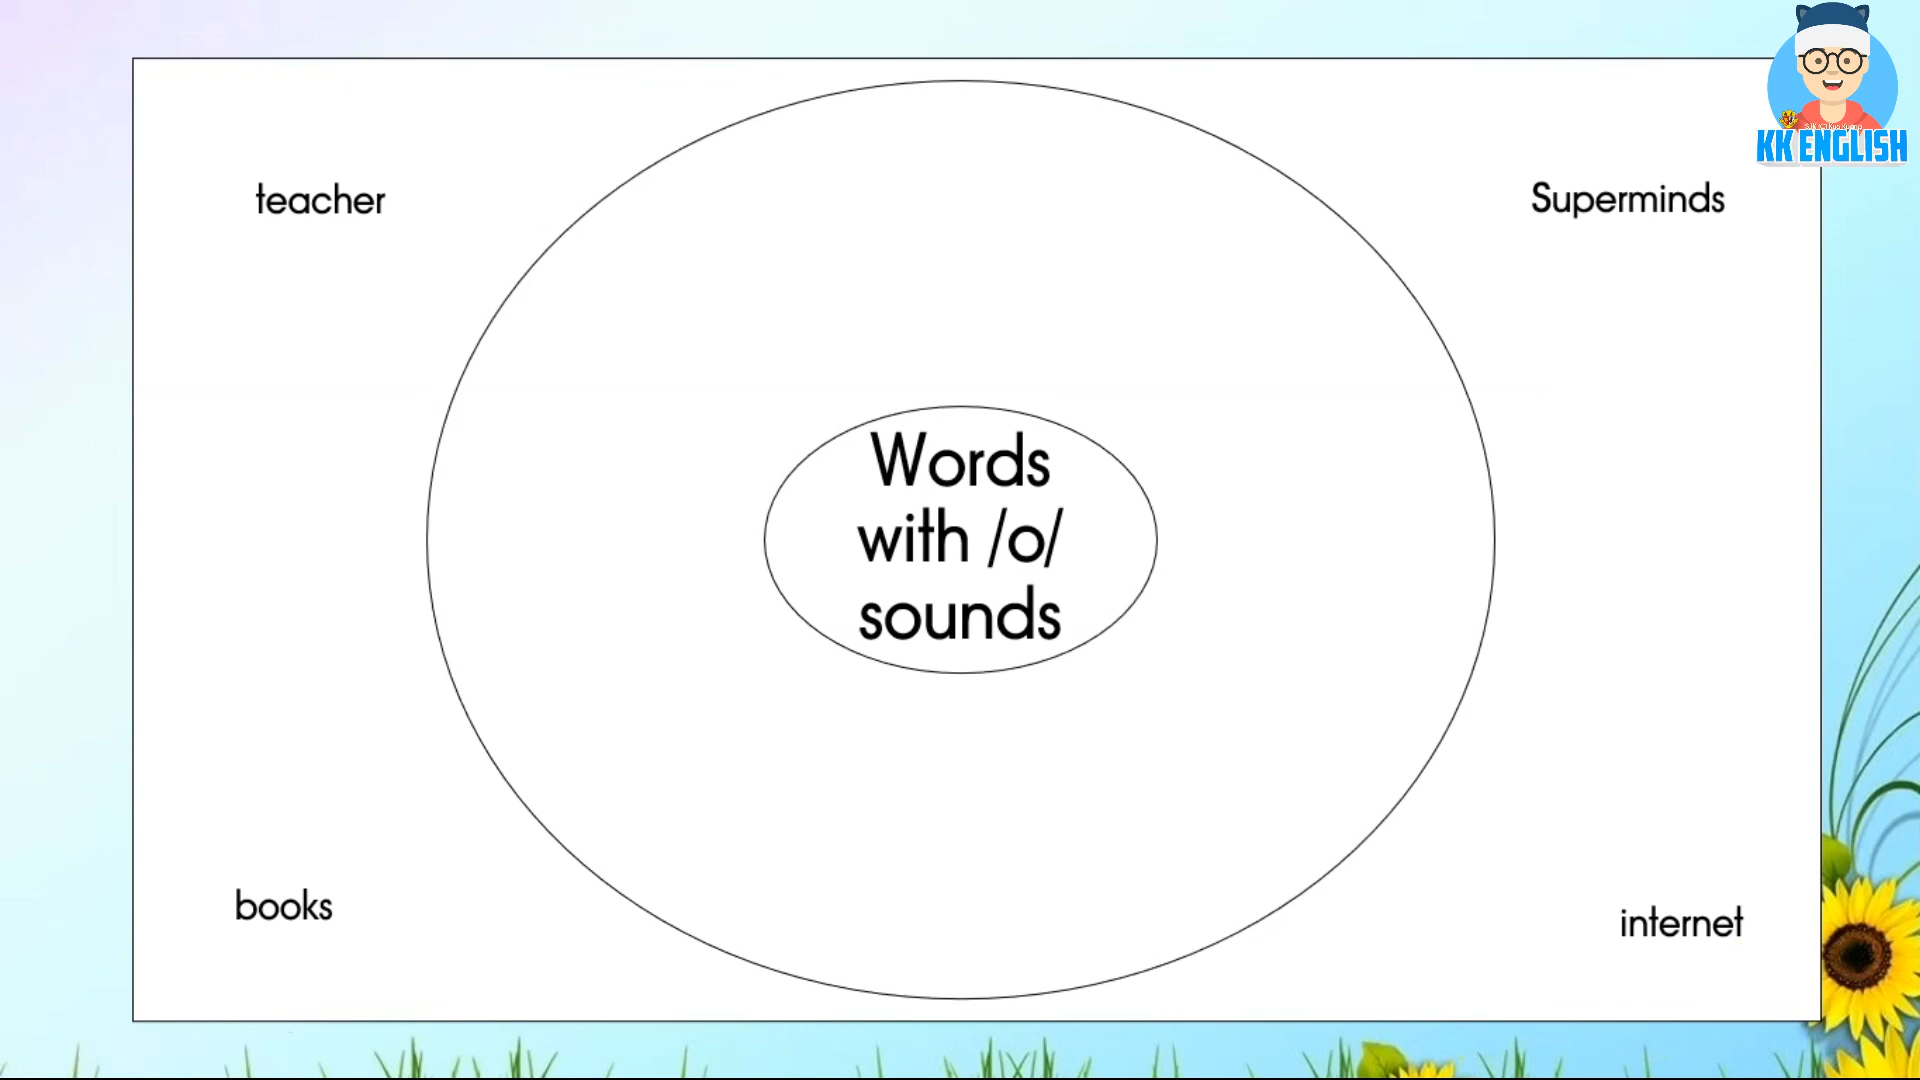 KK ENGLISH
teacher
Superminds
Words
with /o/
sounds
books
internet